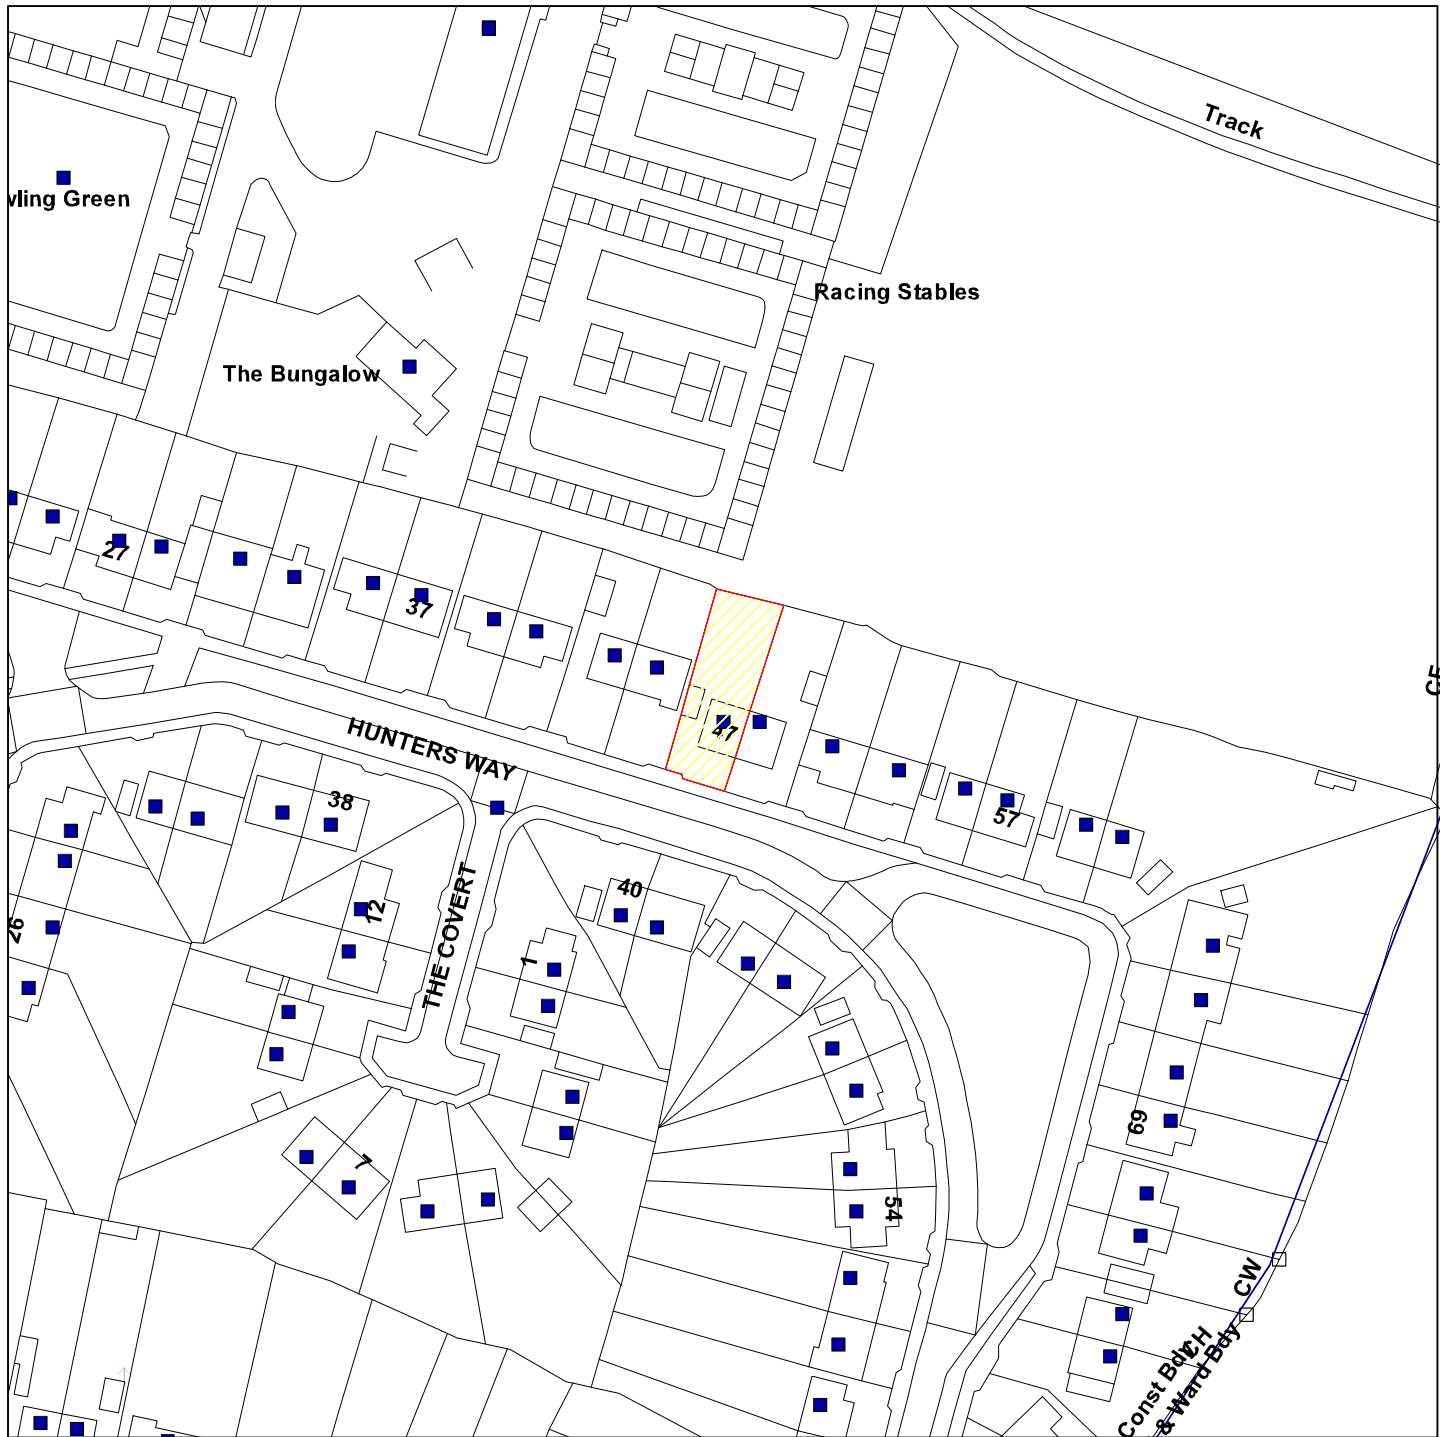 Track
wling Green
Racing Stables
The Bungalow
27
37
47
HUNTERS WAY
38
57
40
12
26
THE COVERT
1
69
7
54
CW
CH
Const Bdy
& Ward Bdy